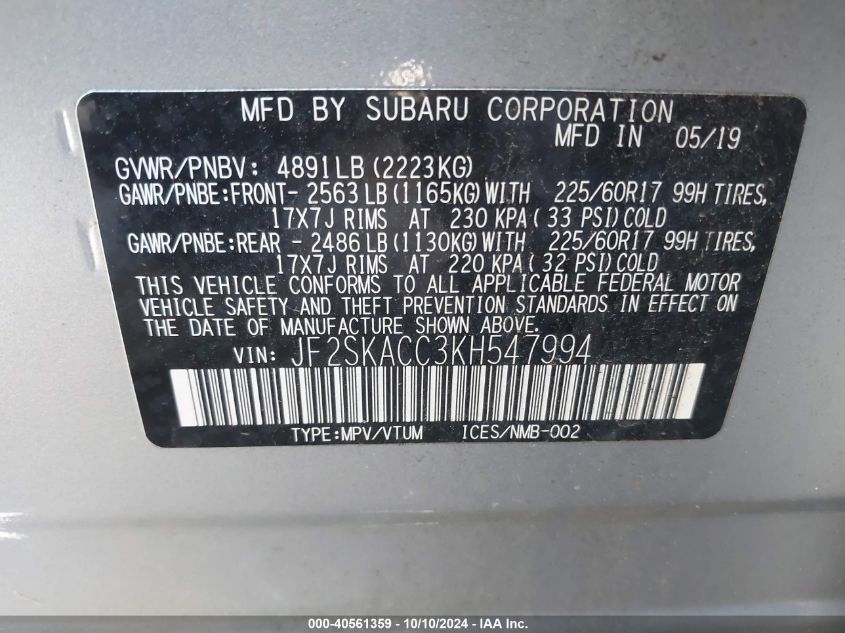 MFD BY SUBARU CORPORATION
MFD IN 05/19
GVWR/PNBV: 4891LB (2223KG)
GAWR/PNBE:FRONT- 2563 LB (1165KG) WITH 225/60R17 99H TIRES,
17X7J RIMS AT 230 KPA ( 33 PSI) COLD
GAWR/PNBE:REAR - 2486 LB (1130KG) WITH 225/60R17 99H TIRES,
17X7J RIMS AT 220 KPA ( 32 PSI) COLD
THIS VEHICLE CONFORMS TO ALL APPLICABLE FEDERAL MOTOR
VEHICLE SAFETY AND THEFT PREVENTION STANDARDS IN EFFECT ON
THE DATE OF MANUFACTURE SHOWN ABOVE.
VIN: JF2SKACC3KH547994
TYPE:MPV/VTUM ICES/NMB-002
000-40561359 - 10/10/2024 - IAA Inc.